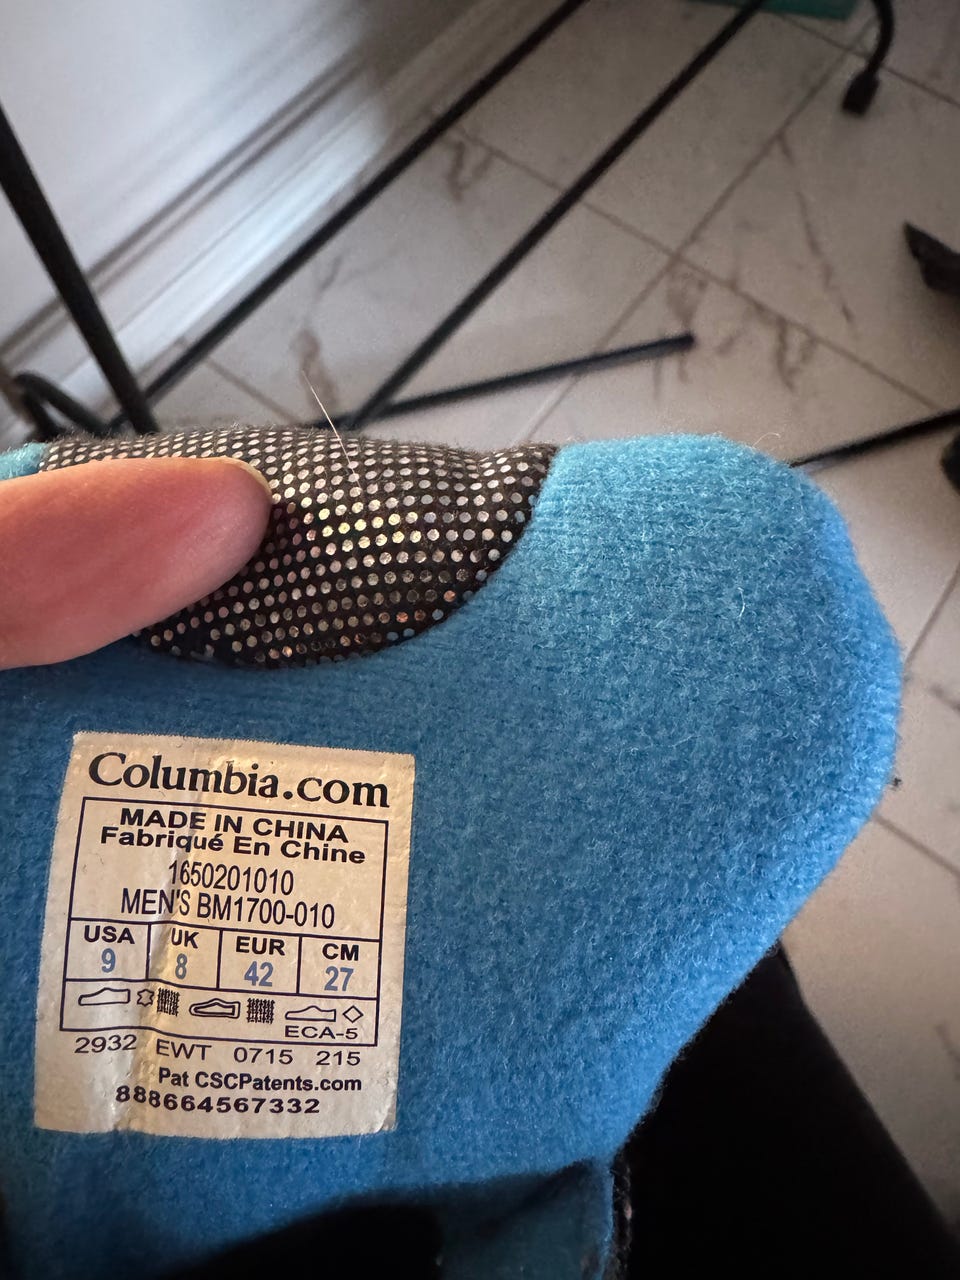 Columbia.com
MADE IN CHINA
Fabriqué En Chine
1650201010
MEN'S BM1700-010
USA UK EUR CM
9 8 42 27
ECA-5
2932 EWT 0715 215
Pat CSCPatents.com
888664567332